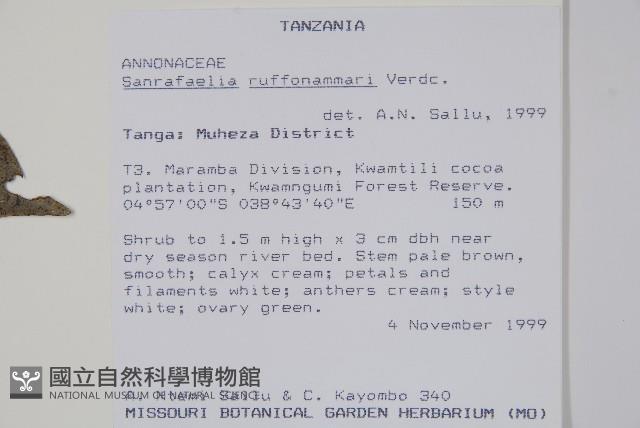 TANZANIA
ANNONACEAE
Sanrafaelia ruffonammari Verdc.
det. A.N. Sallu, 1999
Tanga: Muheza District
T3. Maramba Division, Kwamtili cocoa
plantation, Kwamngumi Forest Reserve.
04°57'00"S 038°43'40"E 150 m
Shrub to 1.5 m high x 3 cm dbh near
dry season river bed. Stem pale brown,
smooth; calyx cream; petals and
filaments white; anthers cream; style
white; ovary green.
4 November 1999
國立自然科學博物館
NATIONAL MUSEUM OF NATURAL SCIENCE
Sallu & C. Kayombo 340
MISSOURI BOTANICAL GARDEN HERBARIUM (MO)